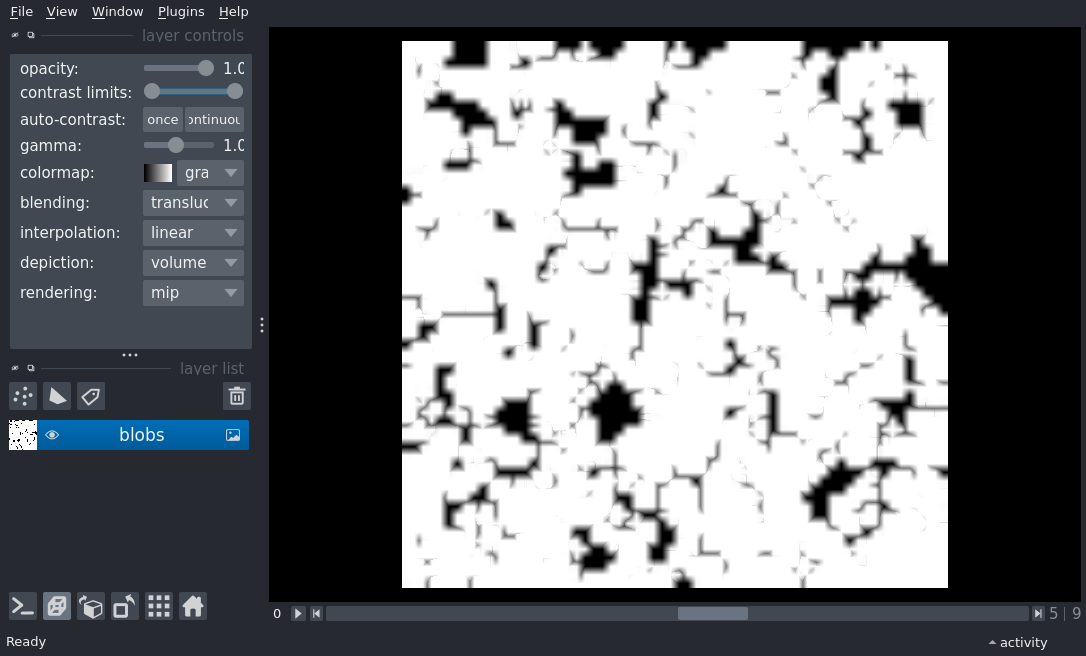 File View Window Plugins Help
layer controls
opacity: 1.0
contrast limits:
auto-contrast: once ontinuou
gamma: 1.0
colormap: gra
blending: transluc
interpolation: linear
depiction: volume
rendering: mip
layer list
blobs
0 5 | 9
Ready activity